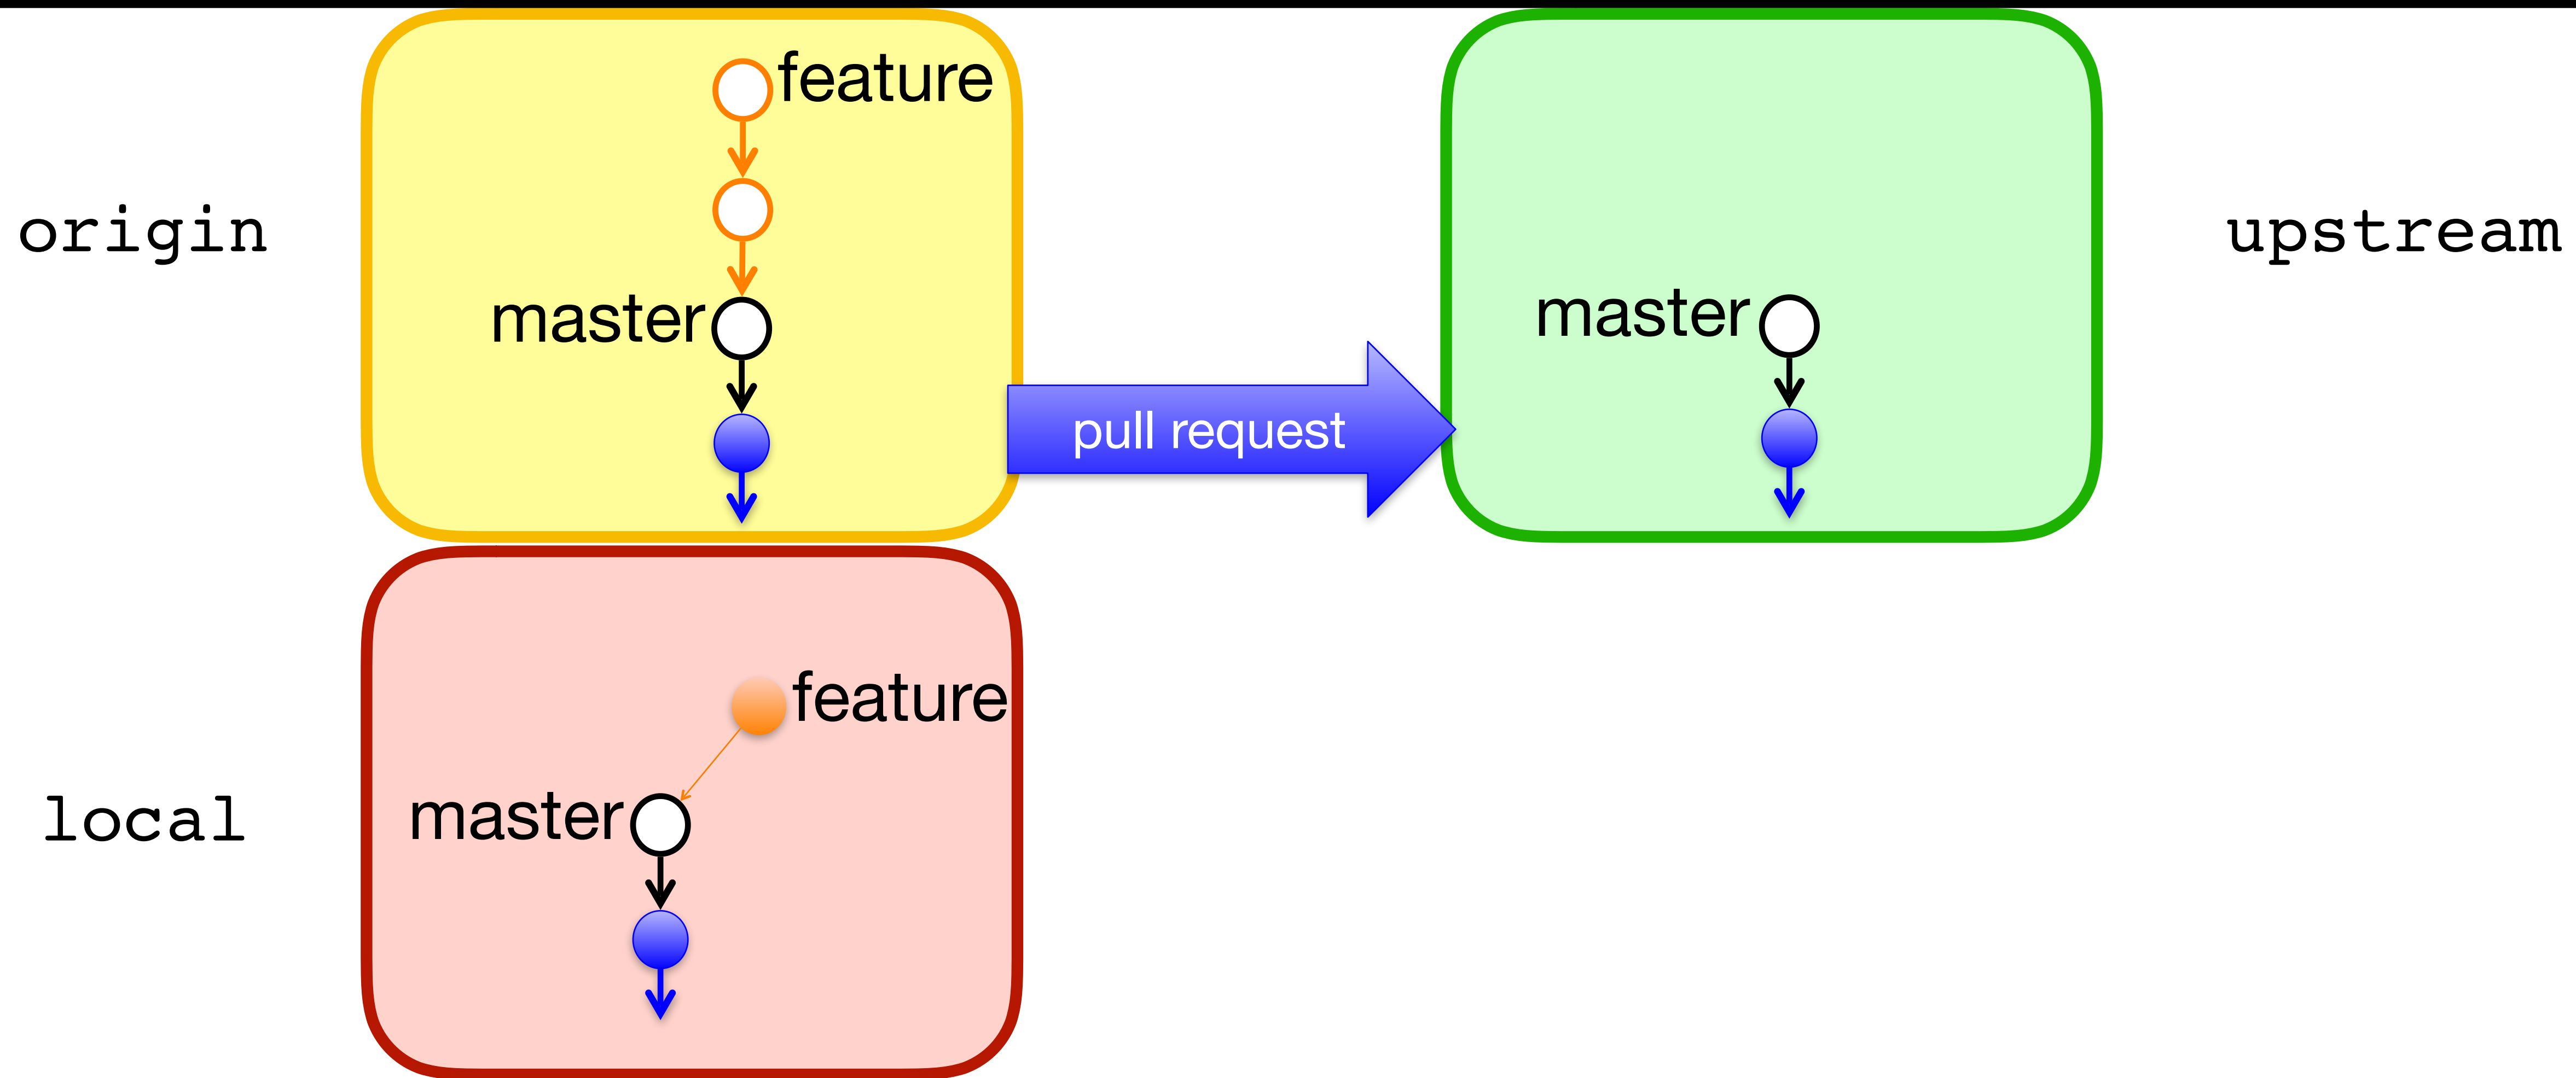 feature
origin
upstream
master
master
pull request
feature
master
local